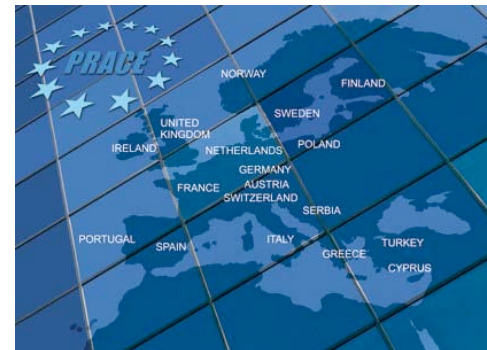 PRACE
NORWAY
FINLAND
SWEDEN
UNITED
KINGDOM
IRELAND
NETHERLANDS
POLAND
GERMANY
FRANCE
AUSTRIA
SWITZERLAND
SERBIA
PORTUGAL
SPAIN
ITALY
TURKEY
GREECE
CYPRUS